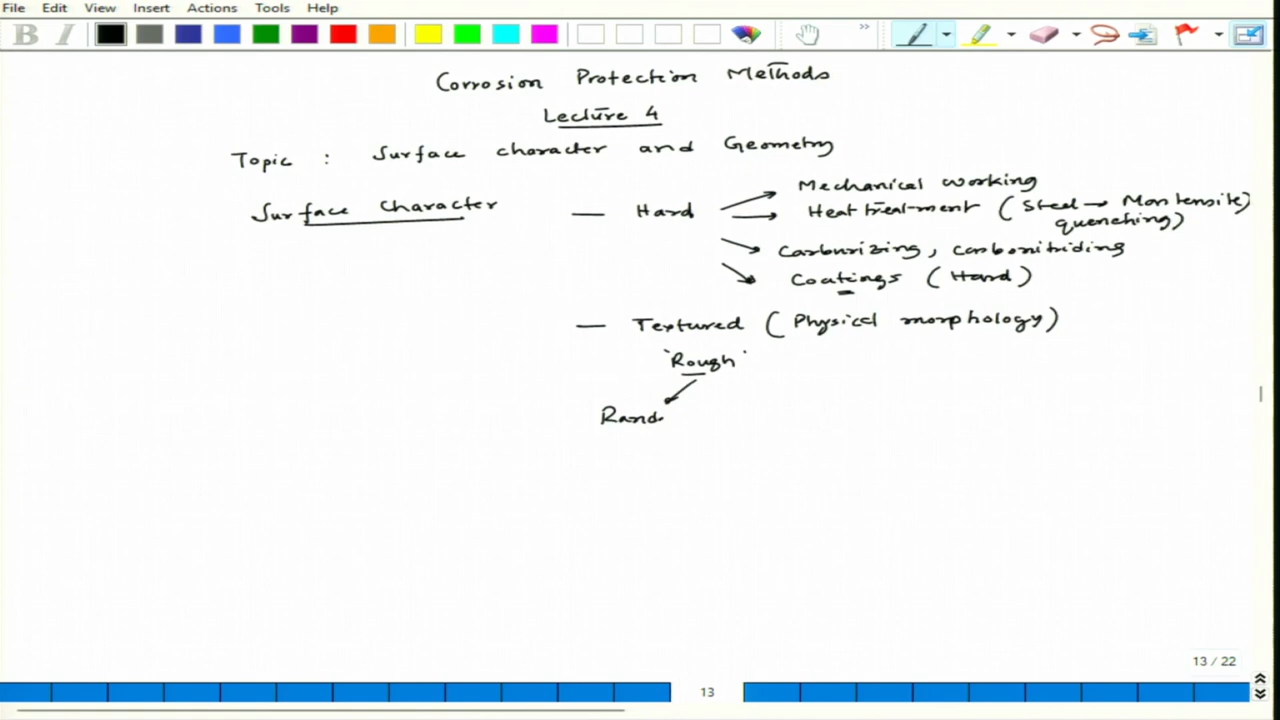 File Edit View Insert Actions Tools Help
B I
Corrosion Protection Methods
Lecture 4
Topic : Surface character and Geometry
Surface Character — Hard
Mechanical working
Heat treatment (Steel → Martensite)
quenching)
Carburizing, carbonitriding
Coatings (Hard)
— Textured (Physical morphology)
'Rough'
Rand
13 / 22
13